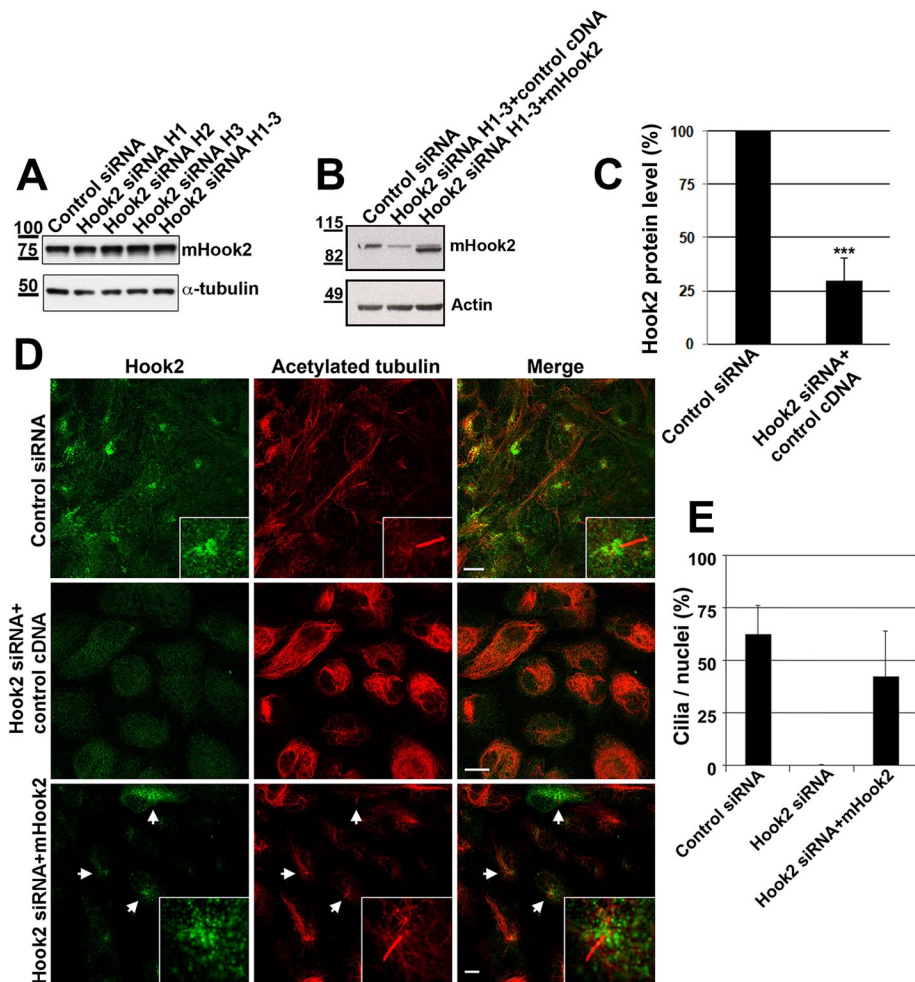 A
Control siRNA
Hook2 siRNA H1
Hook2 siRNA H2
Hook2 siRNA H3
Hook2 siRNA H1-3
100
75
mHook2
50
α-tubulin
B
Control siRNA
Hook2 siRNA H1-3+control cDNA
Hook2 siRNA H1-3+mHook2
115
82
mHook2
49
Actin
C
Hook2 protein level (%)
100
75
50
25
0
***
Control siRNA
Hook2 siRNA+
control cDNA
D
Hook2
Acetylated tubulin
Merge
Control siRNA
Hook2 siRNA+
control cDNA
Hook2 siRNA+mHook2
E
Cilia / nuclei (%)
100
75
50
25
0
Control siRNA
Hook2 siRNA
Hook2 siRNA+mHook2